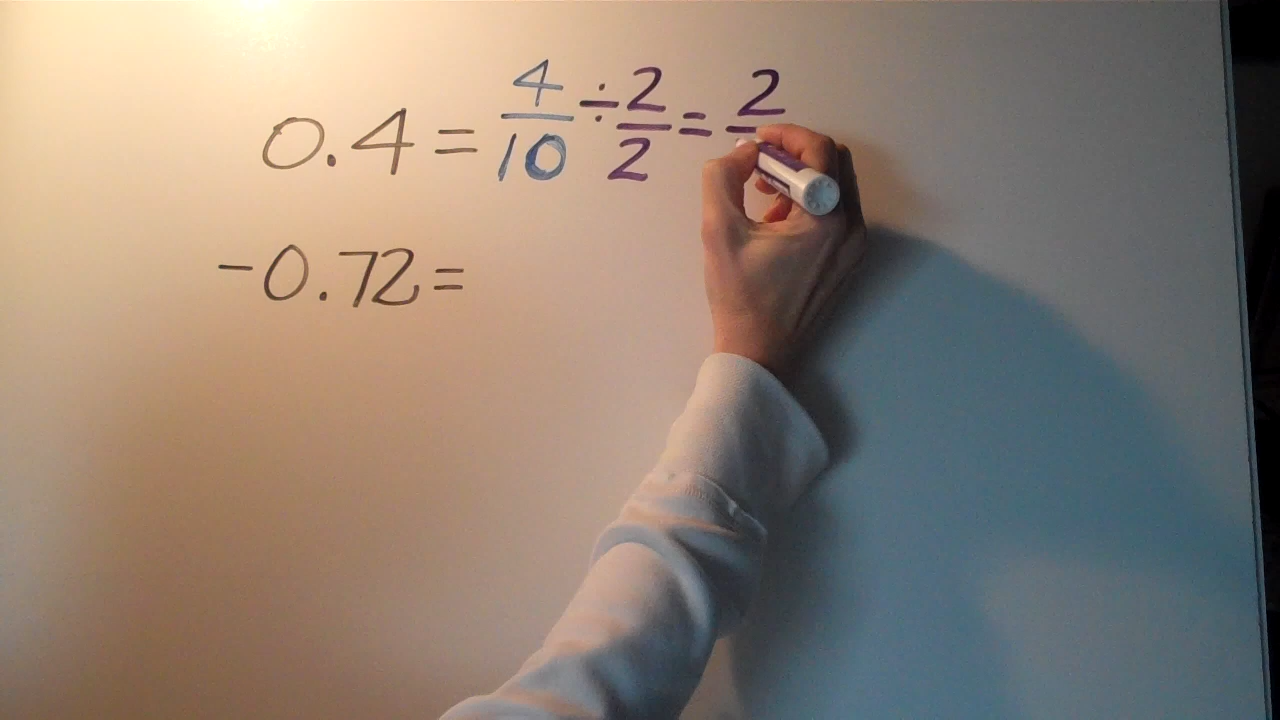 0.4 = 4/10 ÷ 2/2 = 2/
-0.72 =